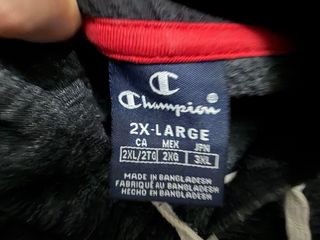 Champion
2X-LARGE
CA MEX JPN
2XL/2TG 2XG 3XL
MADE IN BANGLADESH
FABRIQUÉ AU BANGLADESH
HECHO EN BANGLADESH